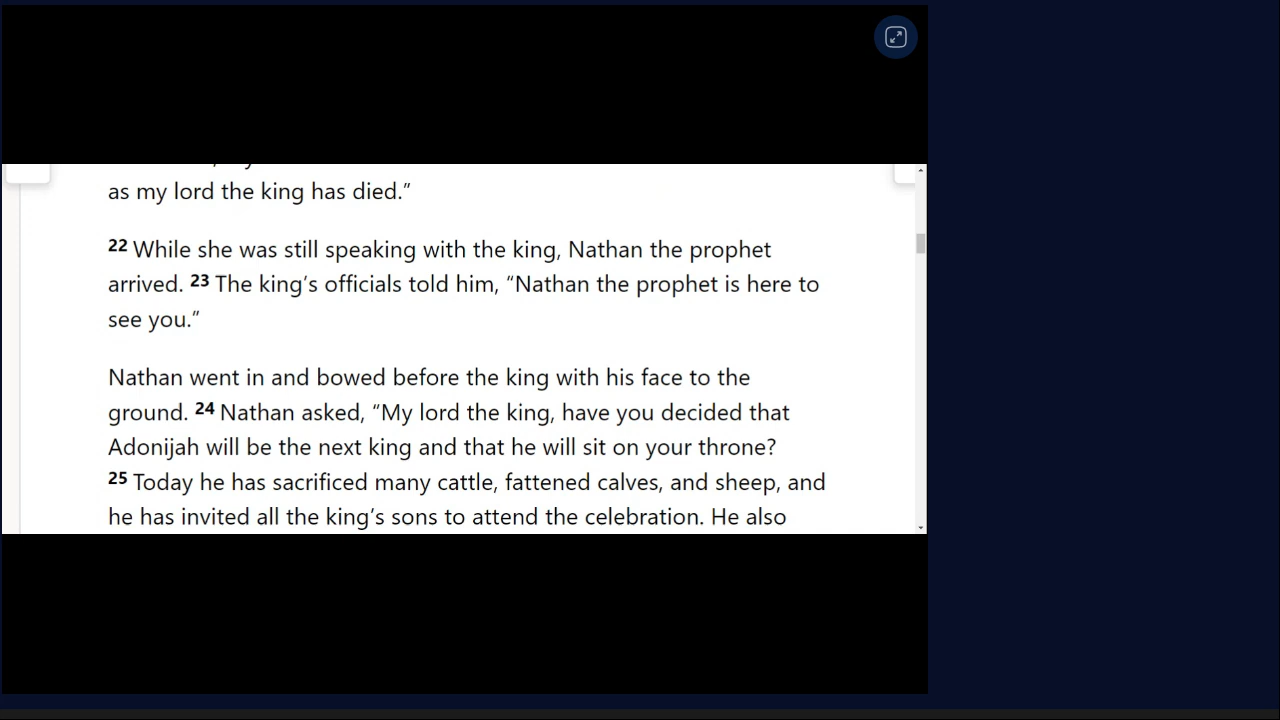 as my lord the king has died.”
22 While she was still speaking with the king, Nathan the prophet
arrived. 23 The king’s officials told him, “Nathan the prophet is here to
see you.”
Nathan went in and bowed before the king with his face to the
ground. 24 Nathan asked, “My lord the king, have you decided that
Adonijah will be the next king and that he will sit on your throne?
25 Today he has sacrificed many cattle, fattened calves, and sheep, and
he has invited all the king’s sons to attend the celebration. He also